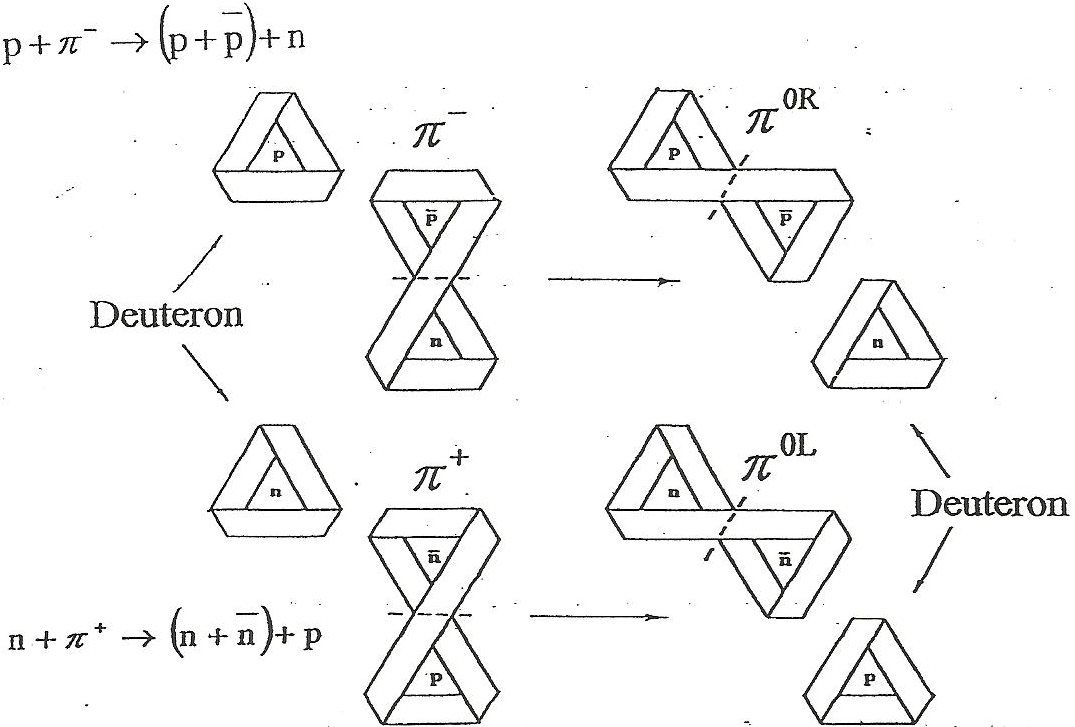 p + π⁻ → (p + p̄) + n
p
π⁻
p̄
n
p
π⁰ᴿ
p̄
n
Deuteron
n
π⁺
n̄
p
n
π⁰ᴸ
n̄
p
Deuteron
n + π⁺ → (n + n̄) + p